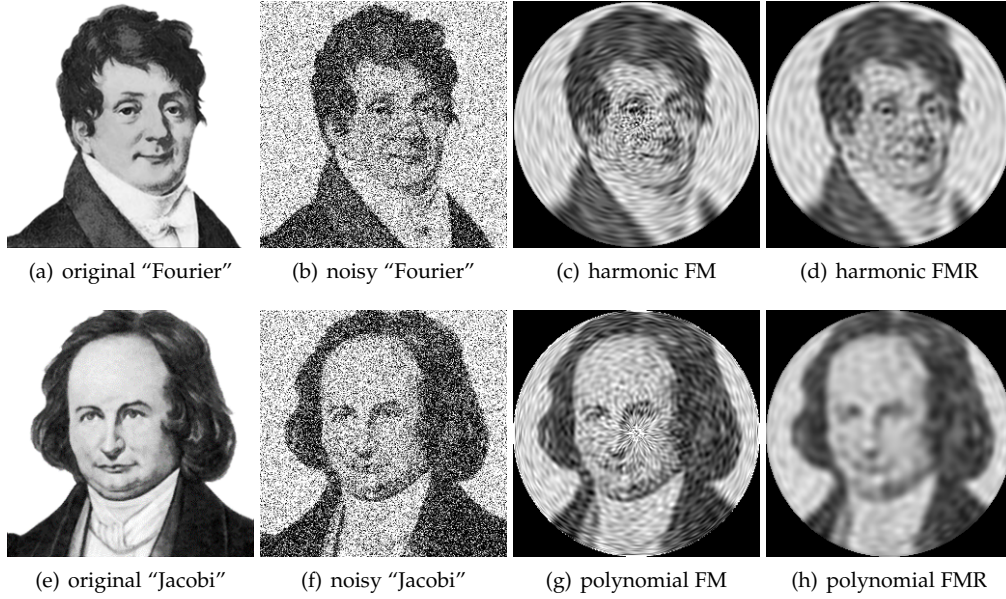 (a) original “Fourier”
(b) noisy “Fourier”
(c) harmonic FM
(d) harmonic FMR
(e) original “Jacobi”
(f) noisy “Jacobi”
(g) polynomial FM
(h) polynomial FMR